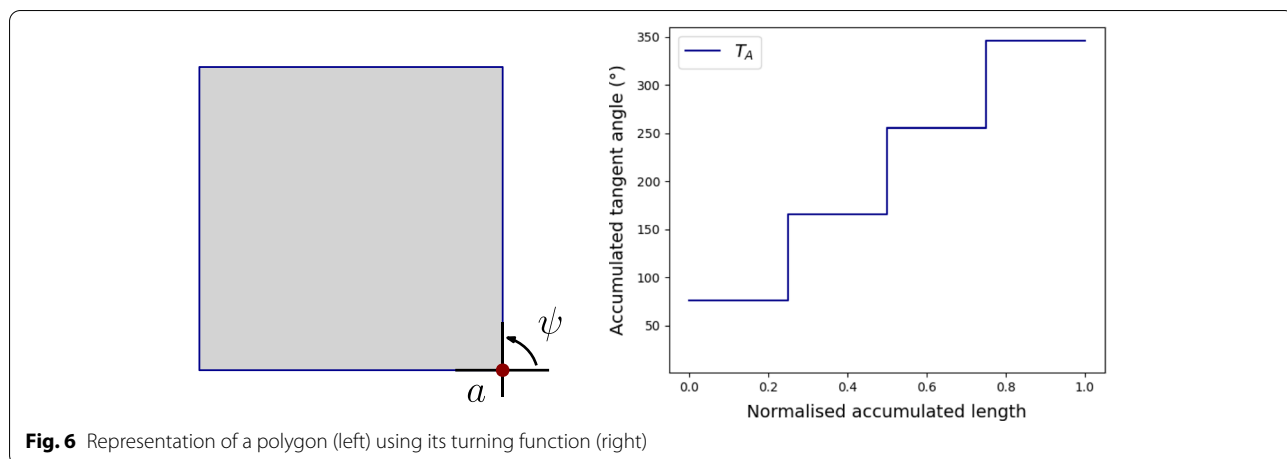 350
300
250
200
150
100
50
Accumulated tangent angle (°)
T_A
ψ
a
0.0 0.2 0.4 0.6 0.8 1.0
Normalised accumulated length
Fig. 6 Representation of a polygon (left) using its turning function (right)